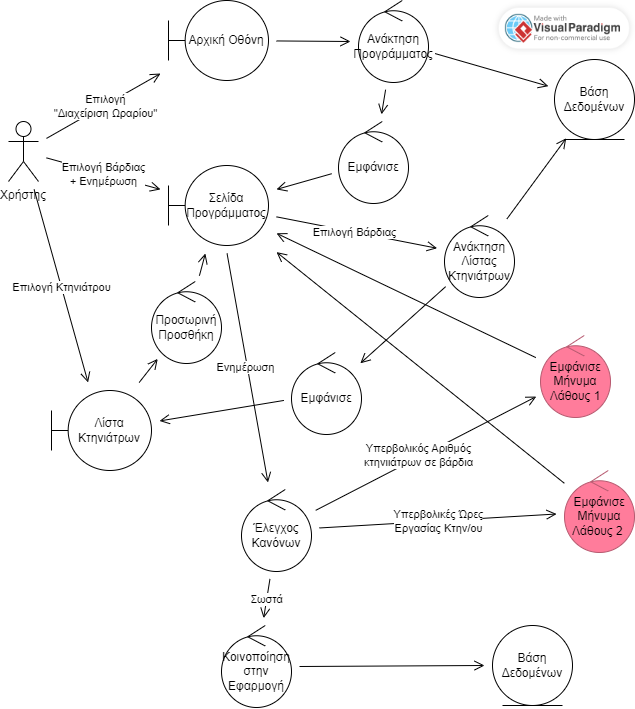 Made with
Visual Paradigm
For non-commercial use
Αρχική Οθόνη
Ανάκτηση
Προγράμματος
Βάση
Δεδομένων
Επιλογή
"Διαχείριση Ωραρίου"
Εμφάνισε
Χρήστης
Επιλογή Βάρδιας
+ Ενημέρωση
Σελίδα
Προγράμματος
Επιλογή Βάρδιας
Ανάκτηση
Λίστας
Κτηνιάτρων
Επιλογή Κτηνιάτρου
Προσωρινή
Προσθήκη
Ενημέρωση
Εμφάνισε
Εμφάνισε
Μήνυμα
Λάθους 1
Λίστα
Κτηνιάτρων
Υπερβολικός Αριθμός
κτηνιιάτρων σε βάρδια
Εμφάνισε
Μήνυμα
Λάθους 2
Υπερβολικές Ώρες
Εργασίας Κτην/ου
Έλεγχος
Κανόνων
Σωστά
Κοινοποίηση
στην
Εφαρμογή
Βάση
Δεδομένων